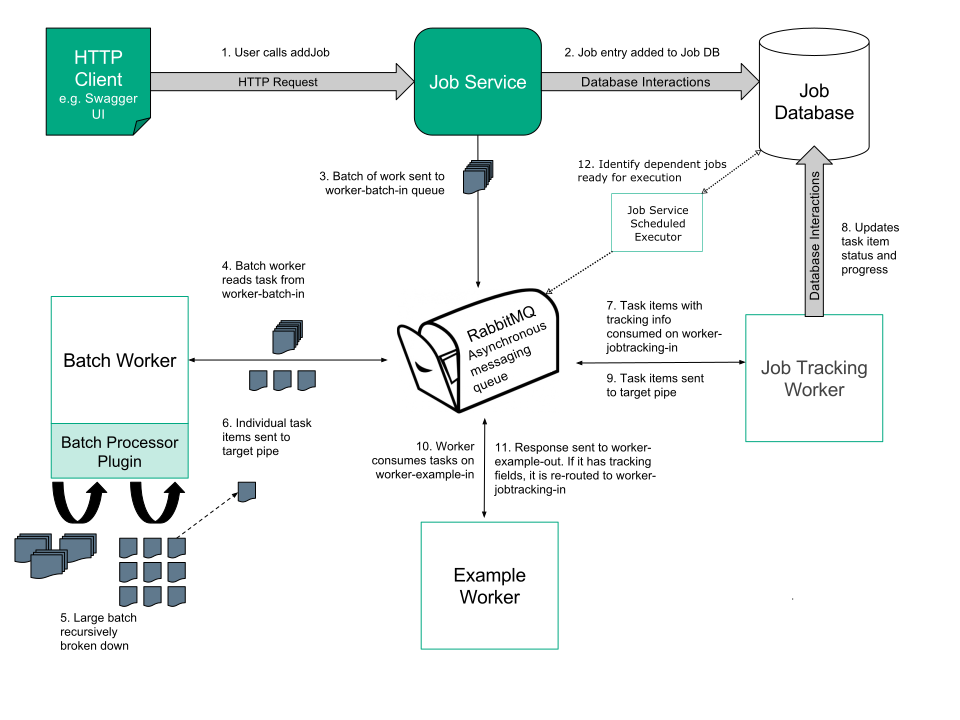 HTTP
Client
e.g. Swagger
UI
1. User calls addJob
HTTP Request
Job Service
2. Job entry added to Job DB
Database Interactions
Job
Database
3. Batch of work sent to
worker-batch-in queue
12. Identify dependent jobs
ready for execution
Job Service
Scheduled
Executor
Database Interactions
8. Updates
task item
status and
progress
4. Batch worker
reads task from
worker-batch-in
Batch Worker
Batch Processor
Plugin
RabbitMQ
Asynchronous
messaging
queue
7. Task items with
tracking info
consumed on worker-
jobtracking-in
9. Task items sent
to target pipe
Job Tracking
Worker
6. Individual task
items sent to
target pipe
10. Worker
consumes tasks on
worker-example-in
11. Response sent to worker-
example-out. If it has tracking
fields, it is re-routed to worker-
jobtracking-in
Example
Worker
5. Large batch
recursively
broken down